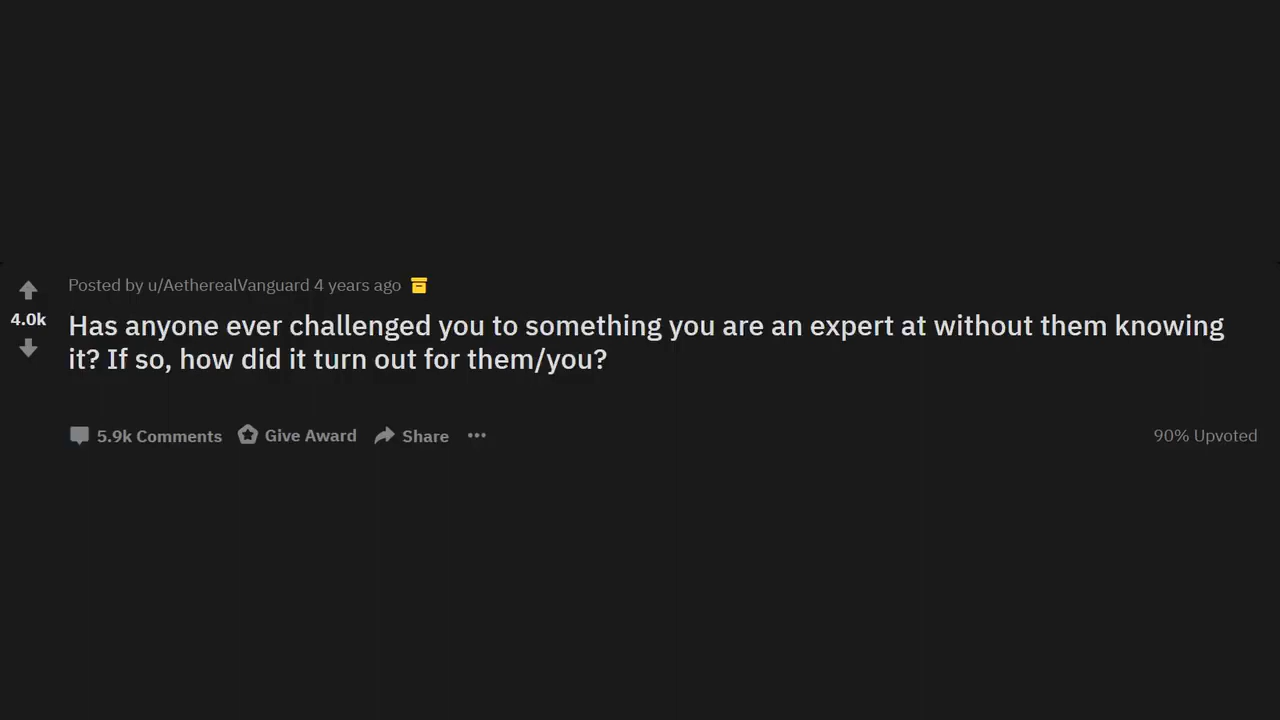 Posted by u/AetherealVanguard 4 years ago
4.0k
Has anyone ever challenged you to something you are an expert at without them knowing
it? If so, how did it turn out for them/you?
5.9k Comments Give Award Share ••• 90% Upvoted